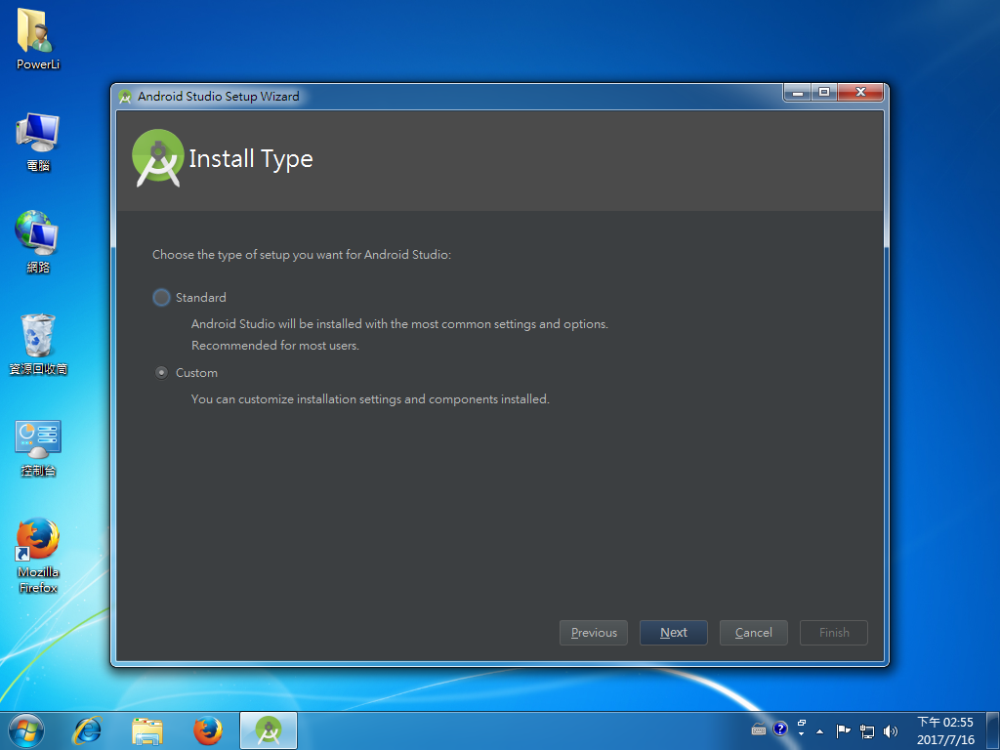 PowerLi
電腦
網路
資源回收筒
控制台
Mozilla
Firefox
Android Studio Setup Wizard
Install Type
Choose the type of setup you want for Android Studio:
Standard
Android Studio will be installed with the most common settings and options.
Recommended for most users.
Custom
You can customize installation settings and components installed.
Previous
Next
Cancel
Finish
下午 02:55
2017/7/16